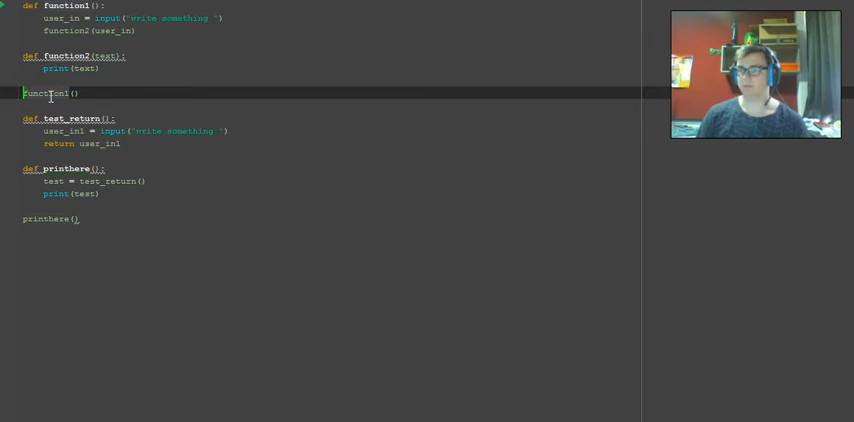 def function1():
user_in = input("write something ")
function2(user_in)
def function2(text):
print(text)
function1()
def test_return():
user_in1 = input("write something ")
return user_in1
def printhere():
test = test_return()
print(test)
printhere()